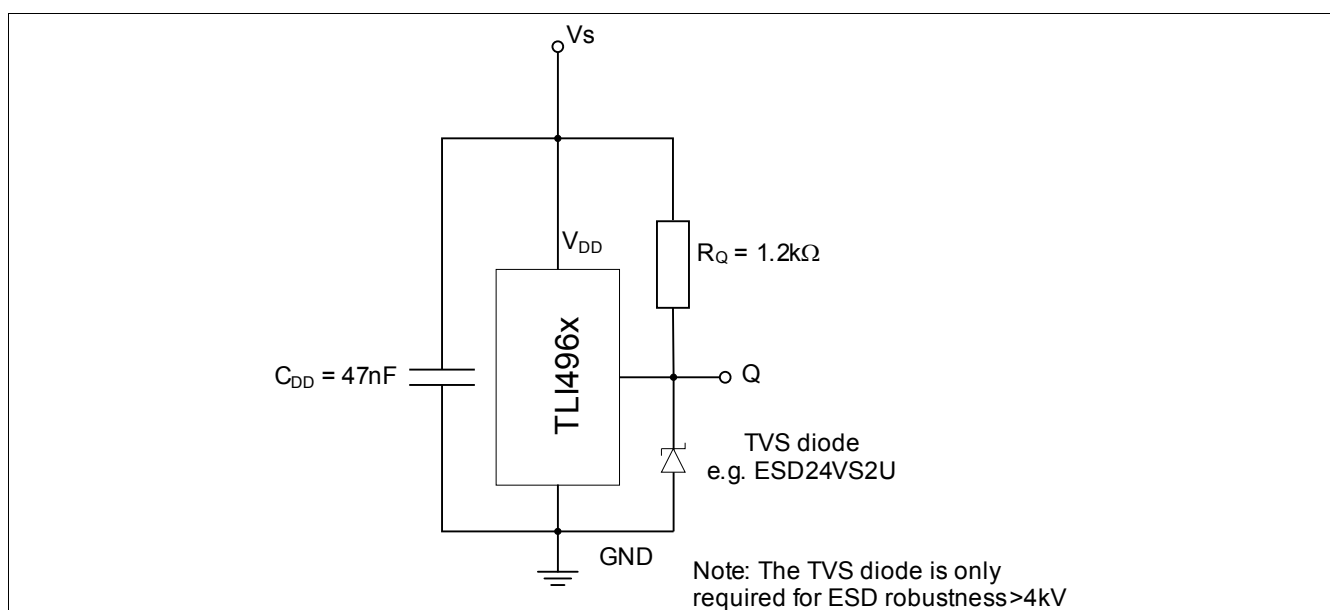 Vs
VDD
RQ = 1.2kΩ
TLI496x
CDD = 47nF
Q
TVS diode
e.g. ESD24VS2U
GND
Note: The TVS diode is only
required for ESD robustness>4kV